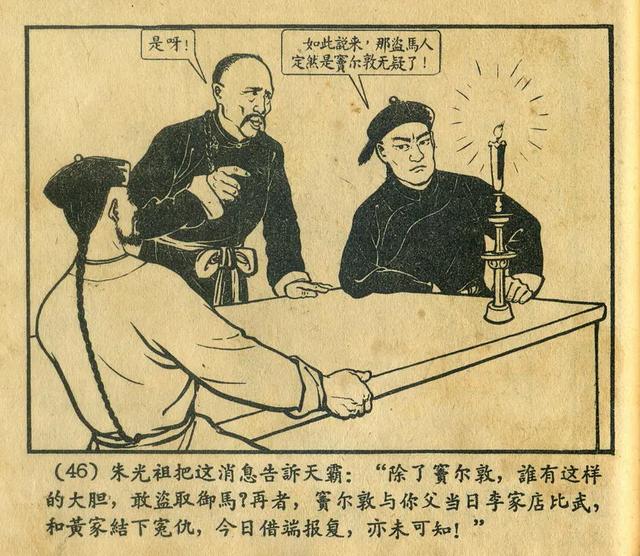 是呀！
如此說来，那盜馬人
定然是竇尔敦无疑了！
(46) 朱光祖把这消息告訴天霸：“除了竇尔敦，誰有这样
的大胆，敢盜取御馬？再者，竇尔敦与你父当日李家店比武，
和黃家結下冤仇，今日借端报复，亦未可知！”